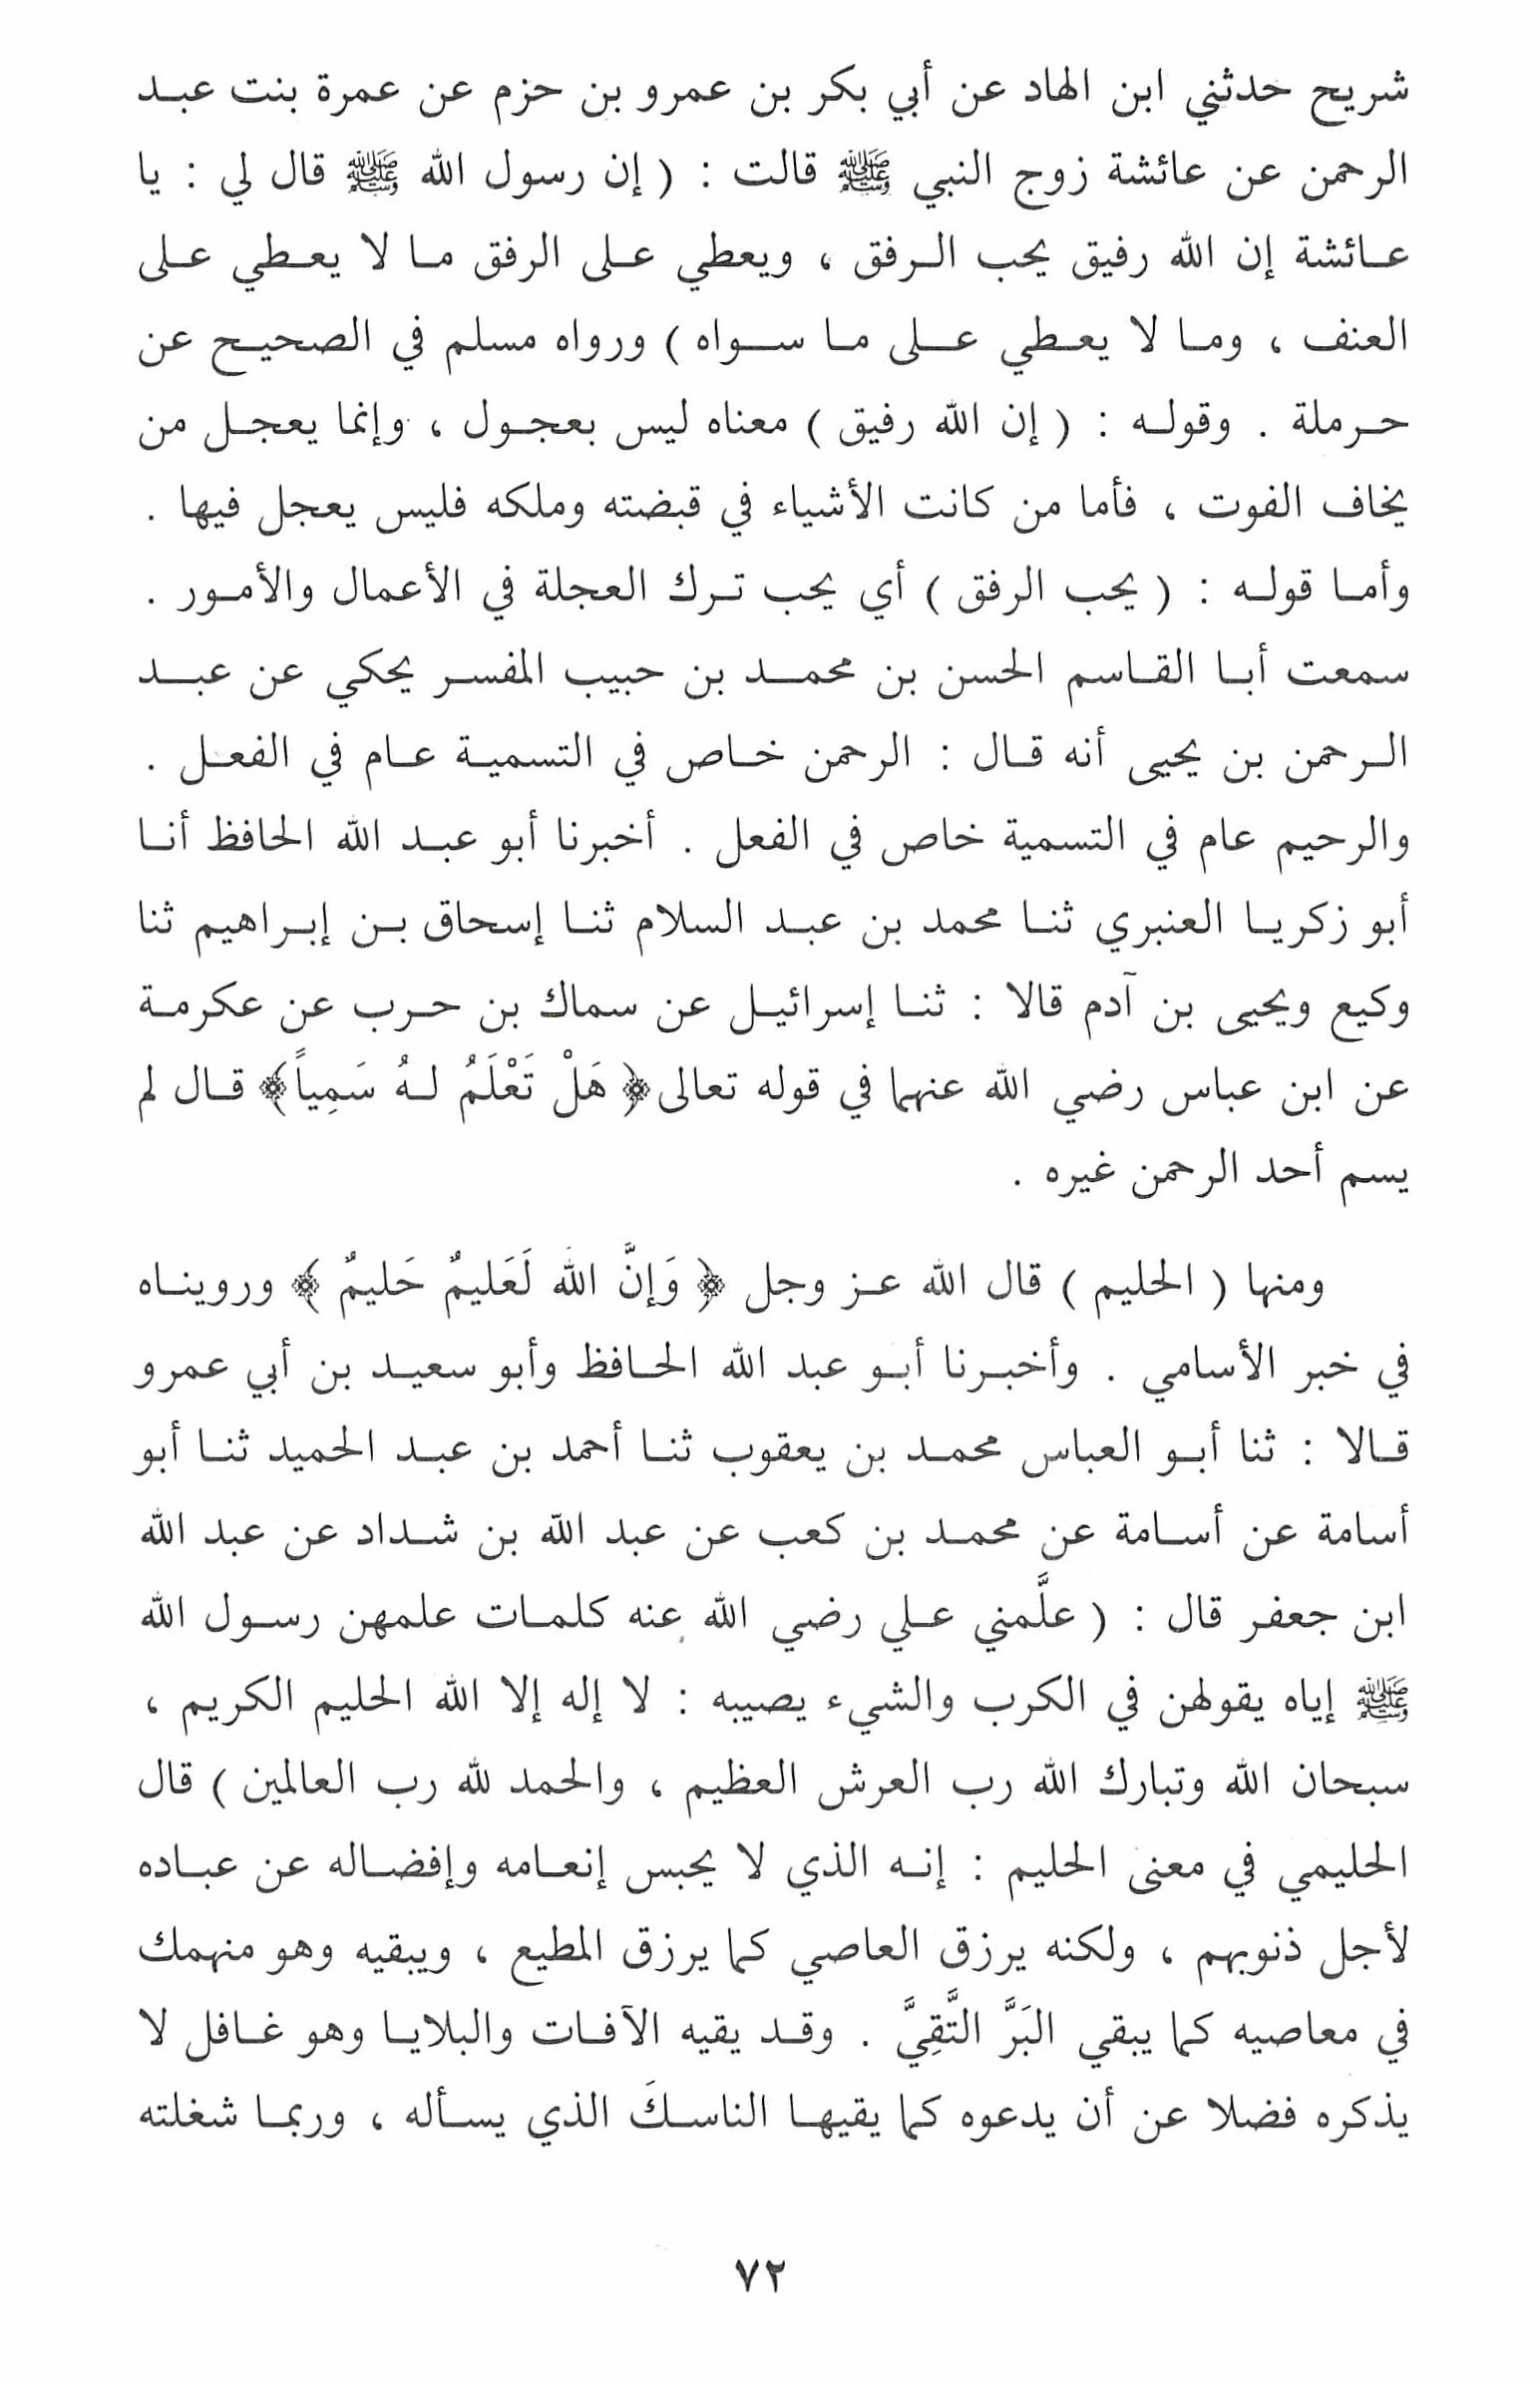 شريح حدثني ابن الهاد عن أبي بكر بن عمرو بن حزم عن عمرة بنت عبد
الرحمن عن عائشة زوج النبي ﷺ قالت : ( إن رسول الله ﷺ قال لي : يا
عائشة إن الله رفيق يحب الرفق ، ويعطي على الرفق ما لا يعطي على
العنف ، وما لا يعطي على ما سواه ) ورواه مسلم في الصحيح عن
حرملة . وقوله : ( إن الله رفيق ) معناه ليس بعجول ، وإنما يعجل من
يخاف الفوت ، فأما من كانت الأشياء في قبضته وملكه فليس يعجل فيها .
وأما قوله : ( يحب الرفق ) أي يحب ترك العجلة في الأعمال والأمور .
سمعت أبا القاسم الحسن بن محمد بن حبيب المفسر يحكي عن عبد
الرحمن بن يحيى أنه قال : الرحمن خاص في التسمية عام في الفعل .
والرحيم عام في التسمية خاص في الفعل . أخبرنا أبو عبد الله الحافظ أنا
أبو زكريا العنبري ثنا محمد بن عبد السلام ثنا إسحاق بن إبراهيم ثنا
وكيع ويحيى بن آدم قالا : ثنا إسرائيل عن سماك بن حرب عن عكرمة
عن ابن عباس رضي الله عنهما في قوله تعالى ﴿ هَلْ تَعْلَمُ لهُ سَمِياً ﴾ قال لم
يسم أحد الرحمن غيره .
ومنها ( الحليم ) قال الله عز وجل ﴿ وَإنَّ الله لَعَليمٌ حَليمٌ ﴾ ورويناه
في خبر الأسامي . وأخبرنا أبو عبد الله الحافظ وأبو سعيد بن أبي عمرو
قالا : ثنا أبو العباس محمد بن يعقوب ثنا أحمد بن عبد الحميد ثنا أبو
أسامة عن أسامة عن محمد بن كعب عن عبد الله بن شداد عن عبد الله
ابن جعفر قال : ( علَّمني علي رضي الله عنه كلمات علمهن رسول الله
ﷺ إياه يقولهن في الكرب والشيء يصيبه : لا إله إلا الله الحليم الكريم ،
سبحان الله وتبارك الله رب العرش العظيم ، والحمد لله رب العالمين ) قال
الحليمي في معنى الحليم : إنه الذي لا يحبس إنعامه وإفضاله عن عباده
لأجل ذنوبهم ، ولكنه يرزق العاصي كما يرزق المطيع ، ويبقيه وهو منهمك
في معاصيه كما يبقي البَرَّ التَّقِيَّ . وقد يقيه الآفات والبلايا وهو غافل لا
يذكره فضلا عن أن يدعوه كما يقيها الناسكَ الذي يسأله ، وربما شغلته
٧٢